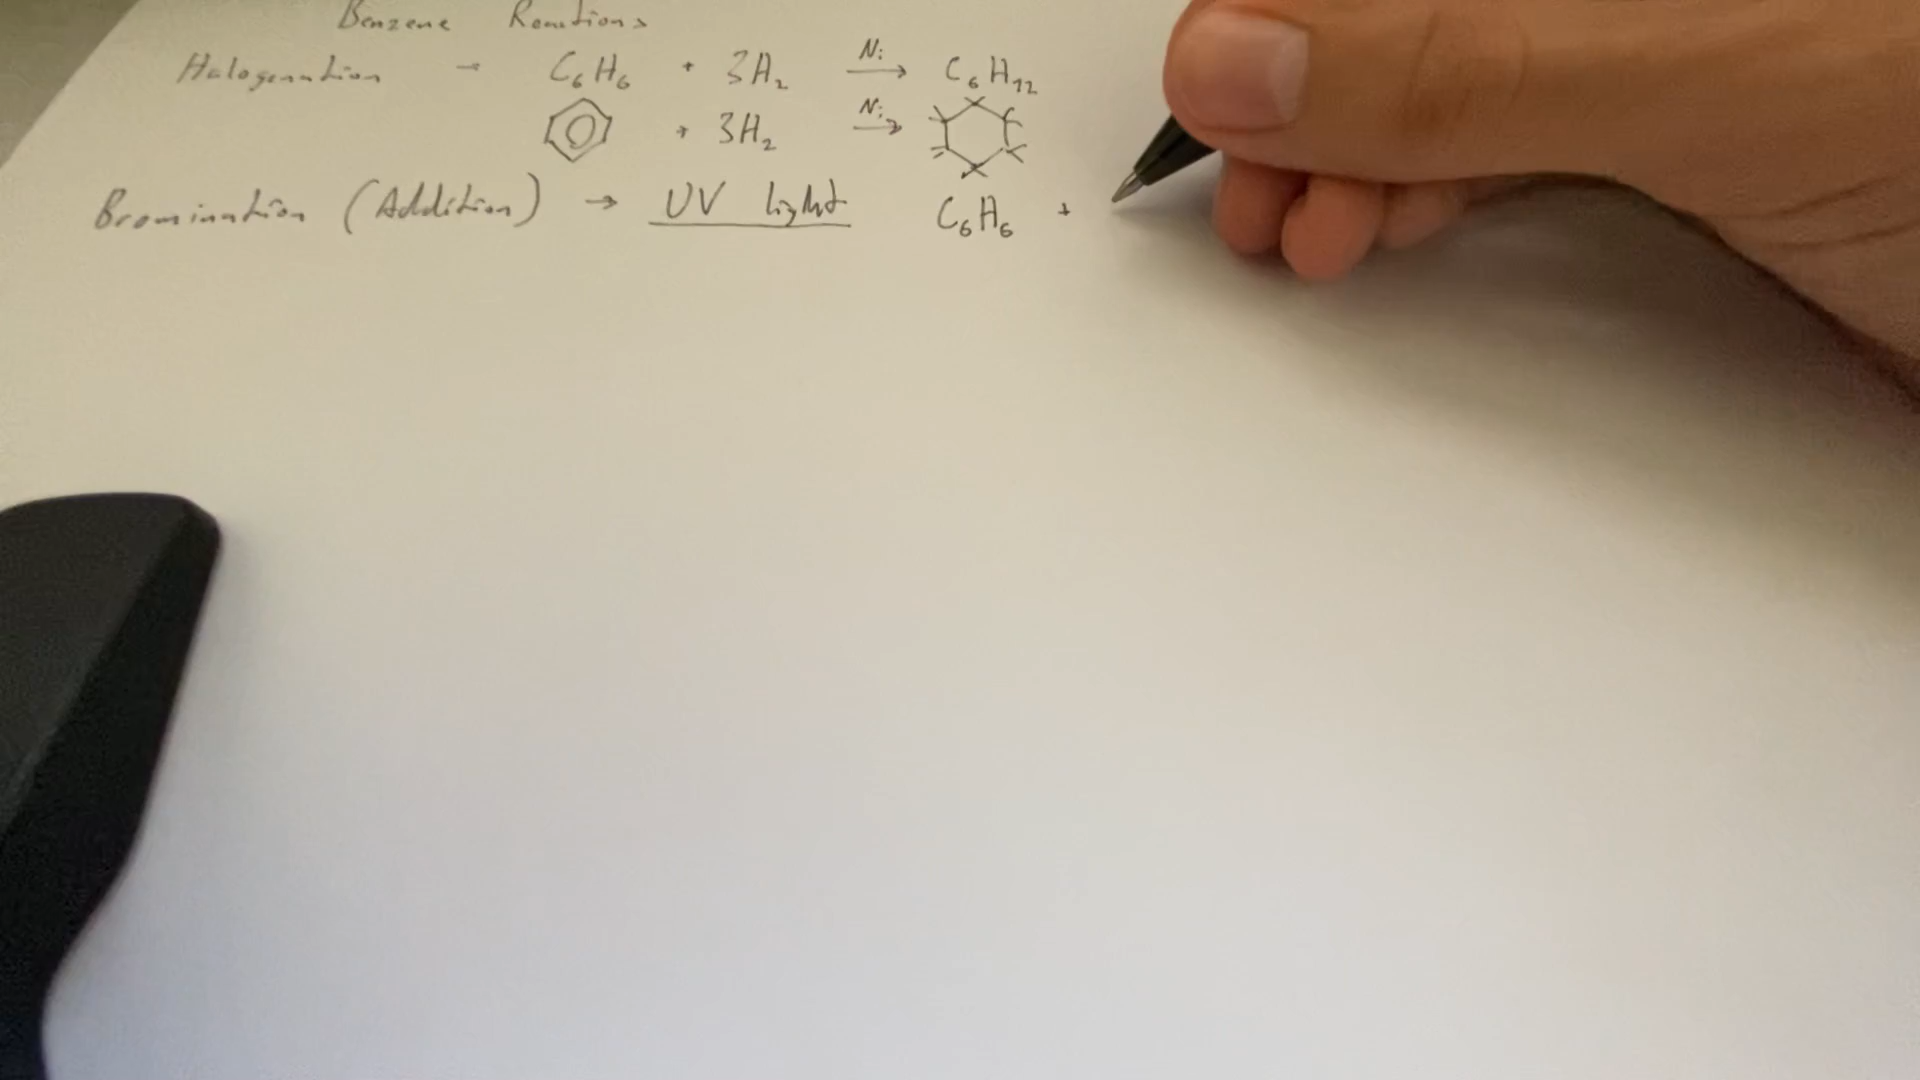 Benzene Reactions
Halogenation → C₆H₆ + 3H₂ Ni → C₆H₁₂
+ 3H₂ Ni →
Bromination (Addition) → UV light C₆H₆ +